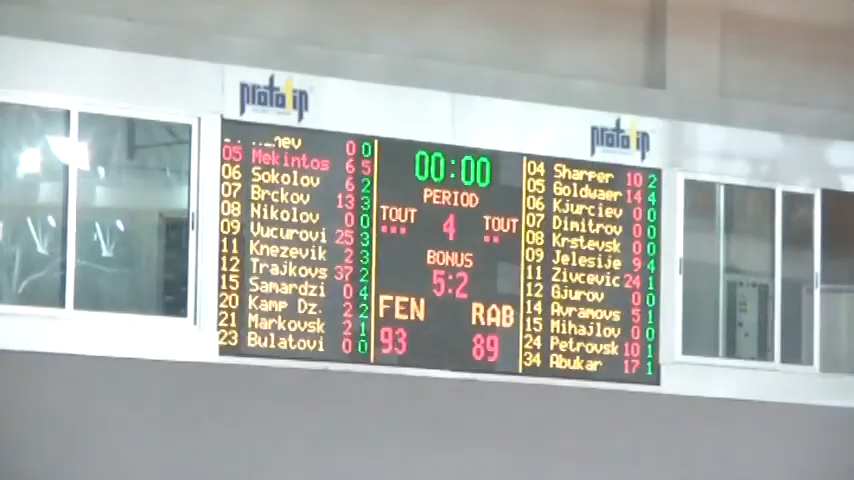 pratokip
pratokip
05 Mekintos 6 5
06 Sokolov 6 2
07 Brckov 13 3
08 Nikolov 0 0
09 Vucurovi 25 3
11 Knezevik 2 3
12 Trajkovs 37 2
15 Samardzi 0 4
20 Kamp Dz. 2 2
21 Markovsk 2 1
23 Bulatovi 0 0
00:00
PERIOD
TOUT 4 TOUT
BONUS
5:2
FEN RAB
93 89
04 Sharper 10 2
05 Goldwaer 14 4
06 Kjurciev 0 0
07 Dimitrov 0 0
08 Krstevsk 0 0
09 Jelesije 9 4
11 Zivcevic 24 1
12 Gjurov 0 0
14 Avramovs 5 1
15 Mihajlov 0 0
24 Petrovsk 10 1
34 Abukar 17 1